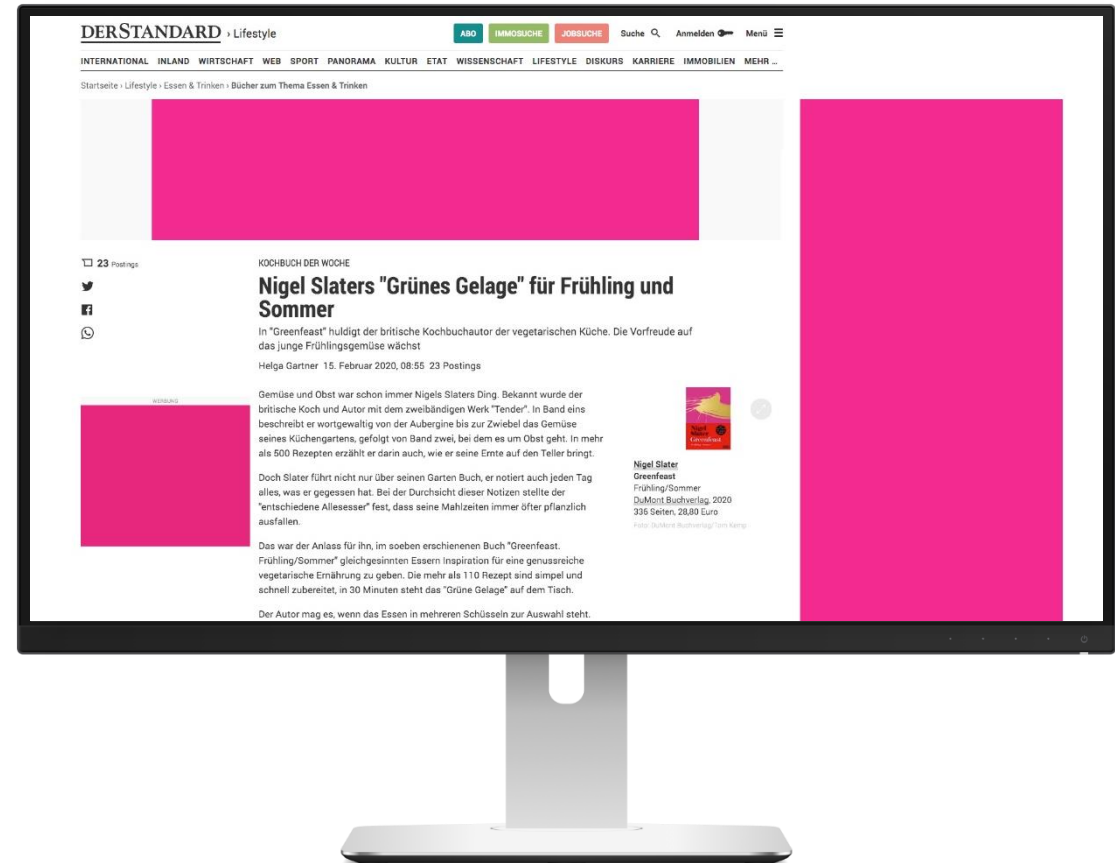 DERSTANDARD › Lifestyle
ABO IMMOSUCHE JOBSUCHE Suche Anmelden Menü
INTERNATIONAL INLAND WIRTSCHAFT WEB SPORT PANORAMA KULTUR ETAT WISSENSCHAFT LIFESTYLE DISKURS KARRIERE IMMOBILIEN MEHR ...
Startseite › Lifestyle › Essen & Trinken › Bücher zum Thema Essen & Trinken
23 Postings
KOCHBUCH DER WOCHE
Nigel Slaters "Grünes Gelage" für Frühling und
Sommer
In "Greenfeast" huldigt der britische Kochbuchautor der vegetarischen Küche. Die Vorfreude auf
das junge Frühlingsgemüse wächst
Helga Gartner 15. Februar 2020, 08:55 23 Postings
WERBUNG
Gemüse und Obst war schon immer Nigels Slaters Ding. Bekannt wurde der
britische Koch und Autor mit dem zweibändigen Werk "Tender". In Band eins
beschreibt er wortgewaltig von der Aubergine bis zur Zwiebel das Gemüse
seines Küchengartens, gefolgt von Band zwei, bei dem es um Obst geht. In mehr
als 500 Rezepten erzählt er darin auch, wie er seine Ernte auf den Teller bringt.
Doch Slater führt nicht nur über seinen Garten Buch, er notiert auch jeden Tag
alles, was er gegessen hat. Bei der Durchsicht dieser Notizen stellte der
"entschiedene Allesesser" fest, dass seine Mahlzeiten immer öfter pflanzlich
ausfallen.
Das war der Anlass für ihn, im soeben erschienenen Buch "Greenfeast.
Frühling/Sommer" gleichgesinnten Essern Inspiration für eine genussreiche
vegetarische Ernährung zu geben. Die mehr als 110 Rezept sind simpel und
schnell zubereitet, in 30 Minuten steht das "Grüne Gelage" auf dem Tisch.
Der Autor mag es, wenn das Essen in mehreren Schüsseln zur Auswahl steht.
Nigel
Slater
Greenfeast
Nigel Slater
Greenfeast
Frühling/Sommer
DuMont Buchverlag, 2020
336 Seiten, 28,80 Euro
Foto: DuMont Buchverlag/Tom Kemp